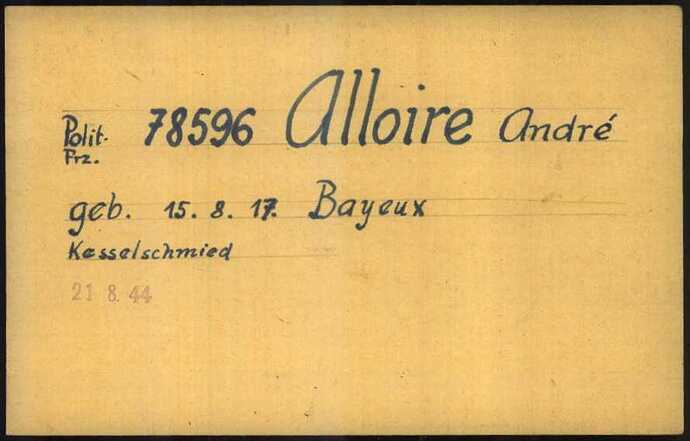 Polit. 78596 Alloire André
Frz.
geb. 15. 8. 17. Bayeux
Kesselschmied
21 8. 44